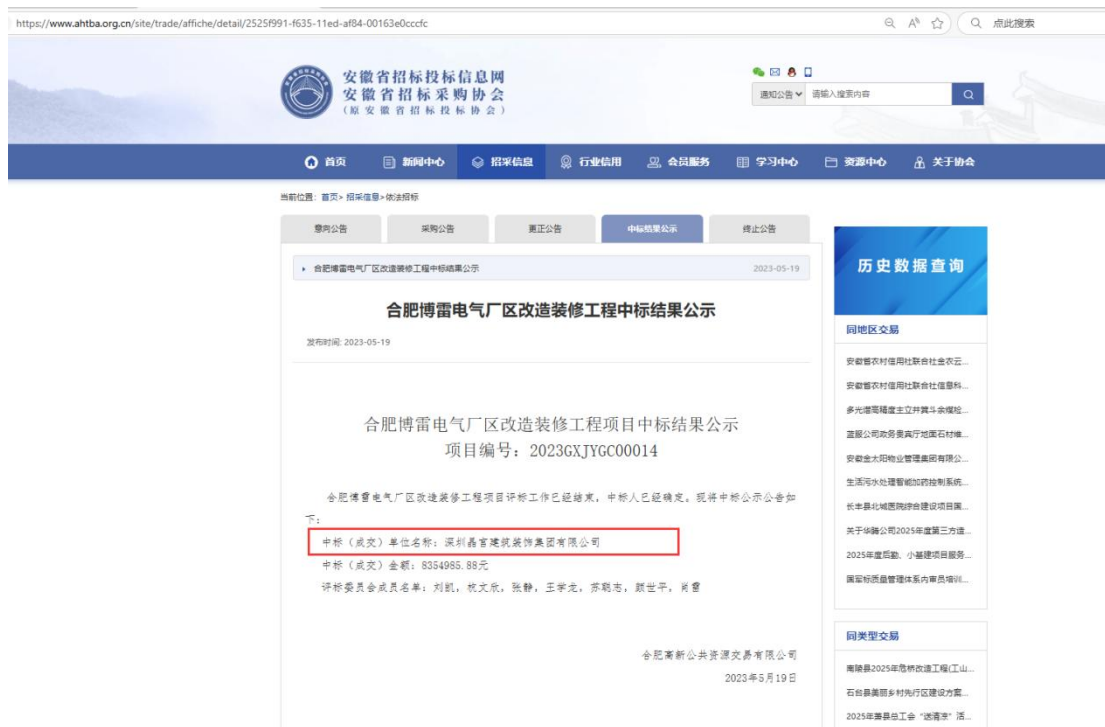 https://www.ahtba.org.cn/site/trade/affiche/detail/2525f991-f635-11ed-af84-00163e0cccfc
点此搜索
安徽省招标投标信息网
安徽省招标采购协会
(原安徽省招标投标协会)
通知公告
请输入搜索内容
首页 新闻中心 招采信息 行业信用 会员服务 学习中心 资源中心 关于协会
当前位置: 首页> 招采信息>依法招标
意向公告 采购公告 更正公告 中标结果公示 终止公告
合肥博雷电气厂区改造装修工程中标结果公示 2023-05-19
合肥博雷电气厂区改造装修工程中标结果公示
发布时间: 2023-05-19
合肥博雷电气厂区改造装修工程项目中标结果公示
项目编号: 2023GXJYGC00014
合肥博雷电气厂区改造装修工程项目评标工作已经结束, 中标人已经确定。现将中标公示公告如
下:
中标(成交)单位名称: 深圳晶宫建筑装饰集团有限公司
中标(成交)金额: 8354985.88元
评标委员会成员名单: 刘凯, 杭文欣, 张静, 王学龙, 苏聪志, 顾世平, 肖雷
合肥高新公共资源交易有限公司
2023年5月19日
历史数据查询
同地区交易
安徽省农村信用社联合社金农云...
安徽省农村信用社联合社信息科...
多光谱高精度主立井箕斗余煤检...
蓝服公司政务贵宾厅地面石材维...
安徽金太阳物业管理集团有限公...
生活污水处理智能加药控制系统...
长丰县北城医院综合建设项目医...
关于华骑公司2025年度第三方造...
2025年度后勤、小基建项目服务...
国军标质量管理体系内审员培训...
同类型交易
南陵县2025年危桥改造工程(工山...
石台县美丽乡村先行区建设方案...
2025年萧县总工会“送清凉”活...